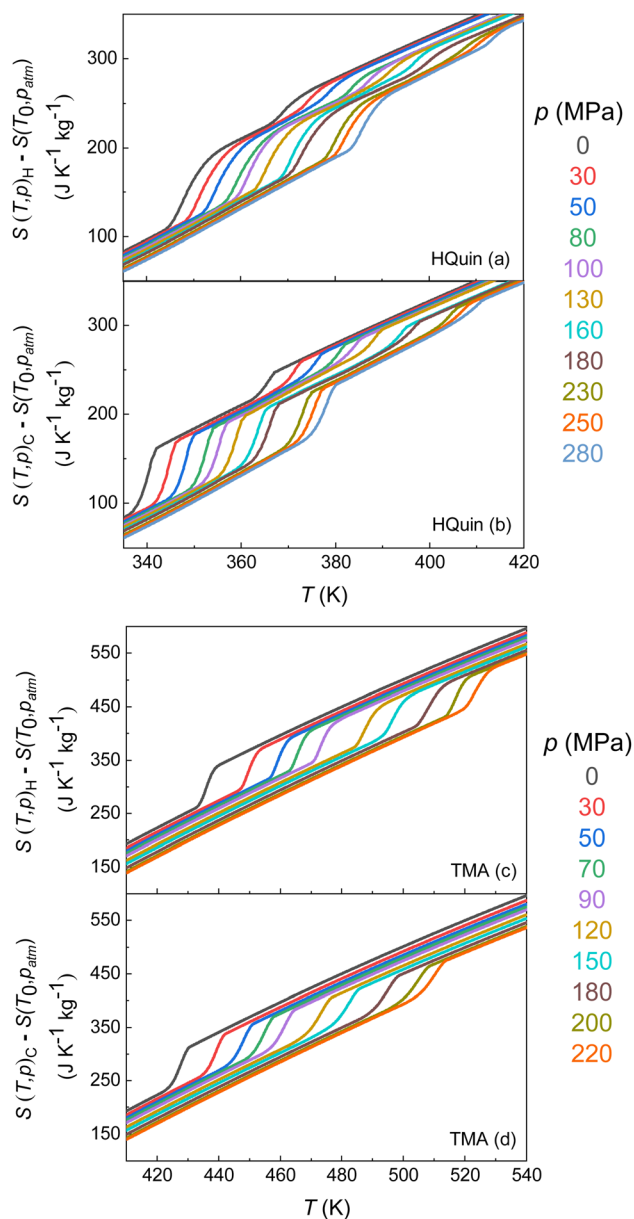 S (T,p)H - S(T0,patm)
(J K⁻¹ kg⁻¹)
300
200
100
HQuin (a)
S (T,p)C - S(T0,patm)
(J K⁻¹ kg⁻¹)
300
200
100
HQuin (b)
340 360 380 400 420
T (K)
p (MPa)
0
30
50
80
100
130
160
180
230
250
280
S (T,p)H - S(T0,patm)
(J K⁻¹ kg⁻¹)
550
450
350
250
150
TMA (c)
S (T,p)C - S(T0,patm)
(J K⁻¹ kg⁻¹)
550
450
350
250
150
TMA (d)
420 440 460 480 500 520 540
T (K)
p (MPa)
0
30
50
70
90
120
150
180
200
220